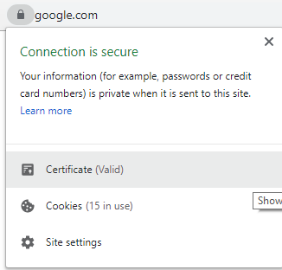 google.com
Connection is secure
Your information (for example, passwords or credit
card numbers) is private when it is sent to this site.
Learn more
Certificate (Valid)
Show
Cookies (15 in use)
Site settings